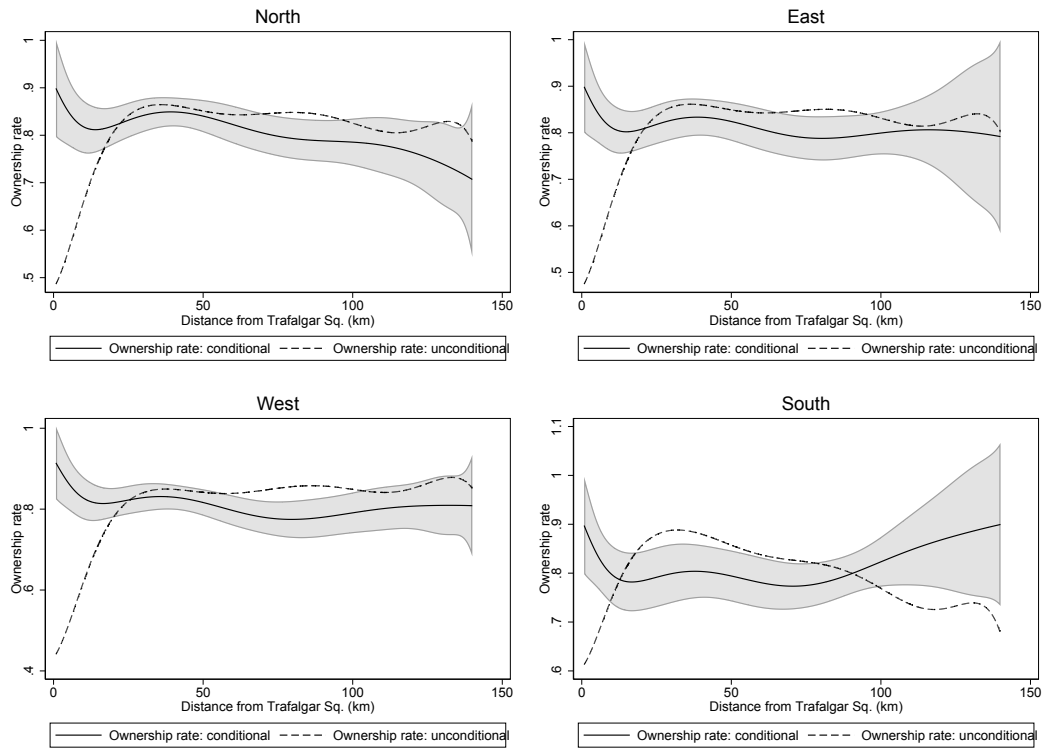 North
Ownership rate
1
.9
.8
.7
.6
.5
0 50 100 150
Distance from Trafalgar Sq. (km)
Ownership rate: conditional Ownership rate: unconditional
East
Ownership rate
1
.9
.8
.7
.6
.5
0 50 100 150
Distance from Trafalgar Sq. (km)
Ownership rate: conditional Ownership rate: unconditional
West
Ownership rate
1
.8
.6
.4
0 50 100 150
Distance from Trafalgar Sq. (km)
Ownership rate: conditional Ownership rate: unconditional
South
Ownership rate
1.1
1
.9
.8
.7
.6
0 50 100 150
Distance from Trafalgar Sq. (km)
Ownership rate: conditional Ownership rate: unconditional